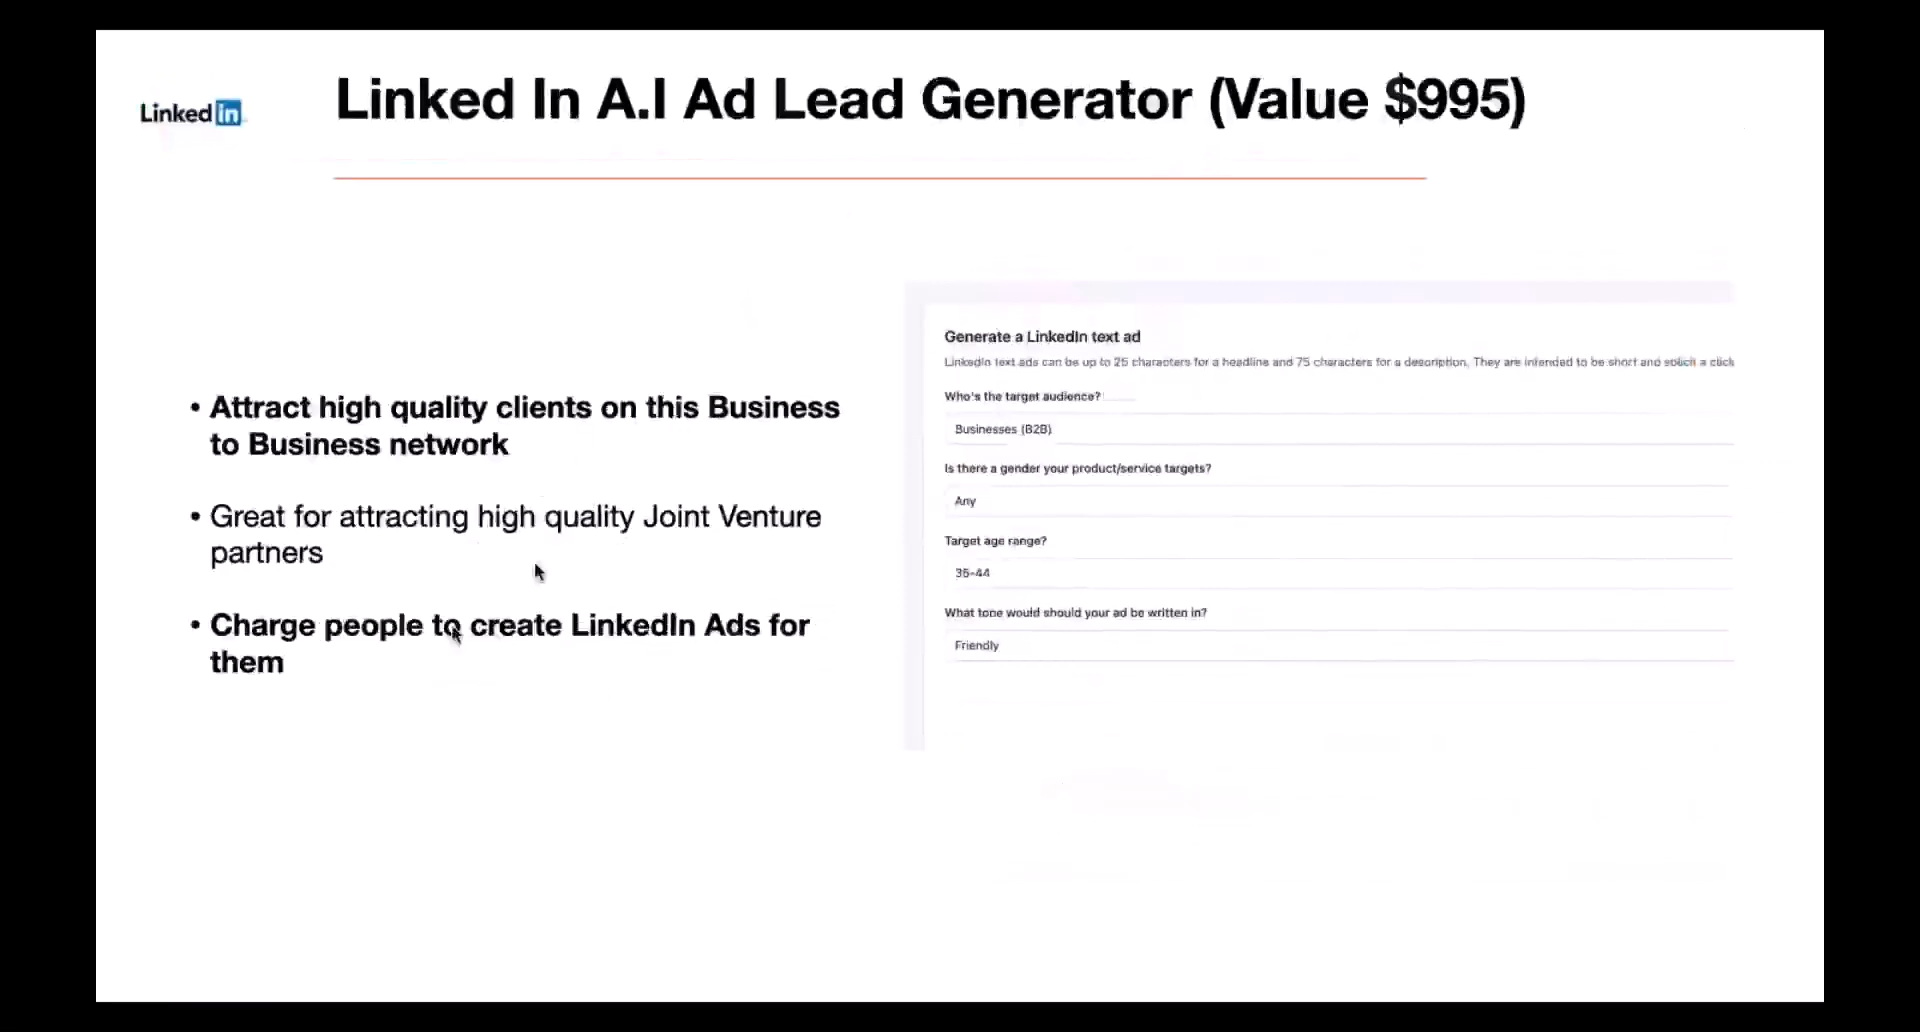 Linked in
Linked In A.I Ad Lead Generator (Value $995)
• Attract high quality clients on this Business
to Business network
• Great for attracting high quality Joint Venture
partners
• Charge people to create LinkedIn Ads for
them
Generate a LinkedIn text ad
LinkedIn text ads can be up to 25 characters for a headline and 75 characters for a description. They are intended to be short and solicit a click
Who's the target audience?
Businesses (B2B)
Is there a gender your product/service targets?
Any
Target age range?
35-44
What tone would should your ad be written in?
Friendly